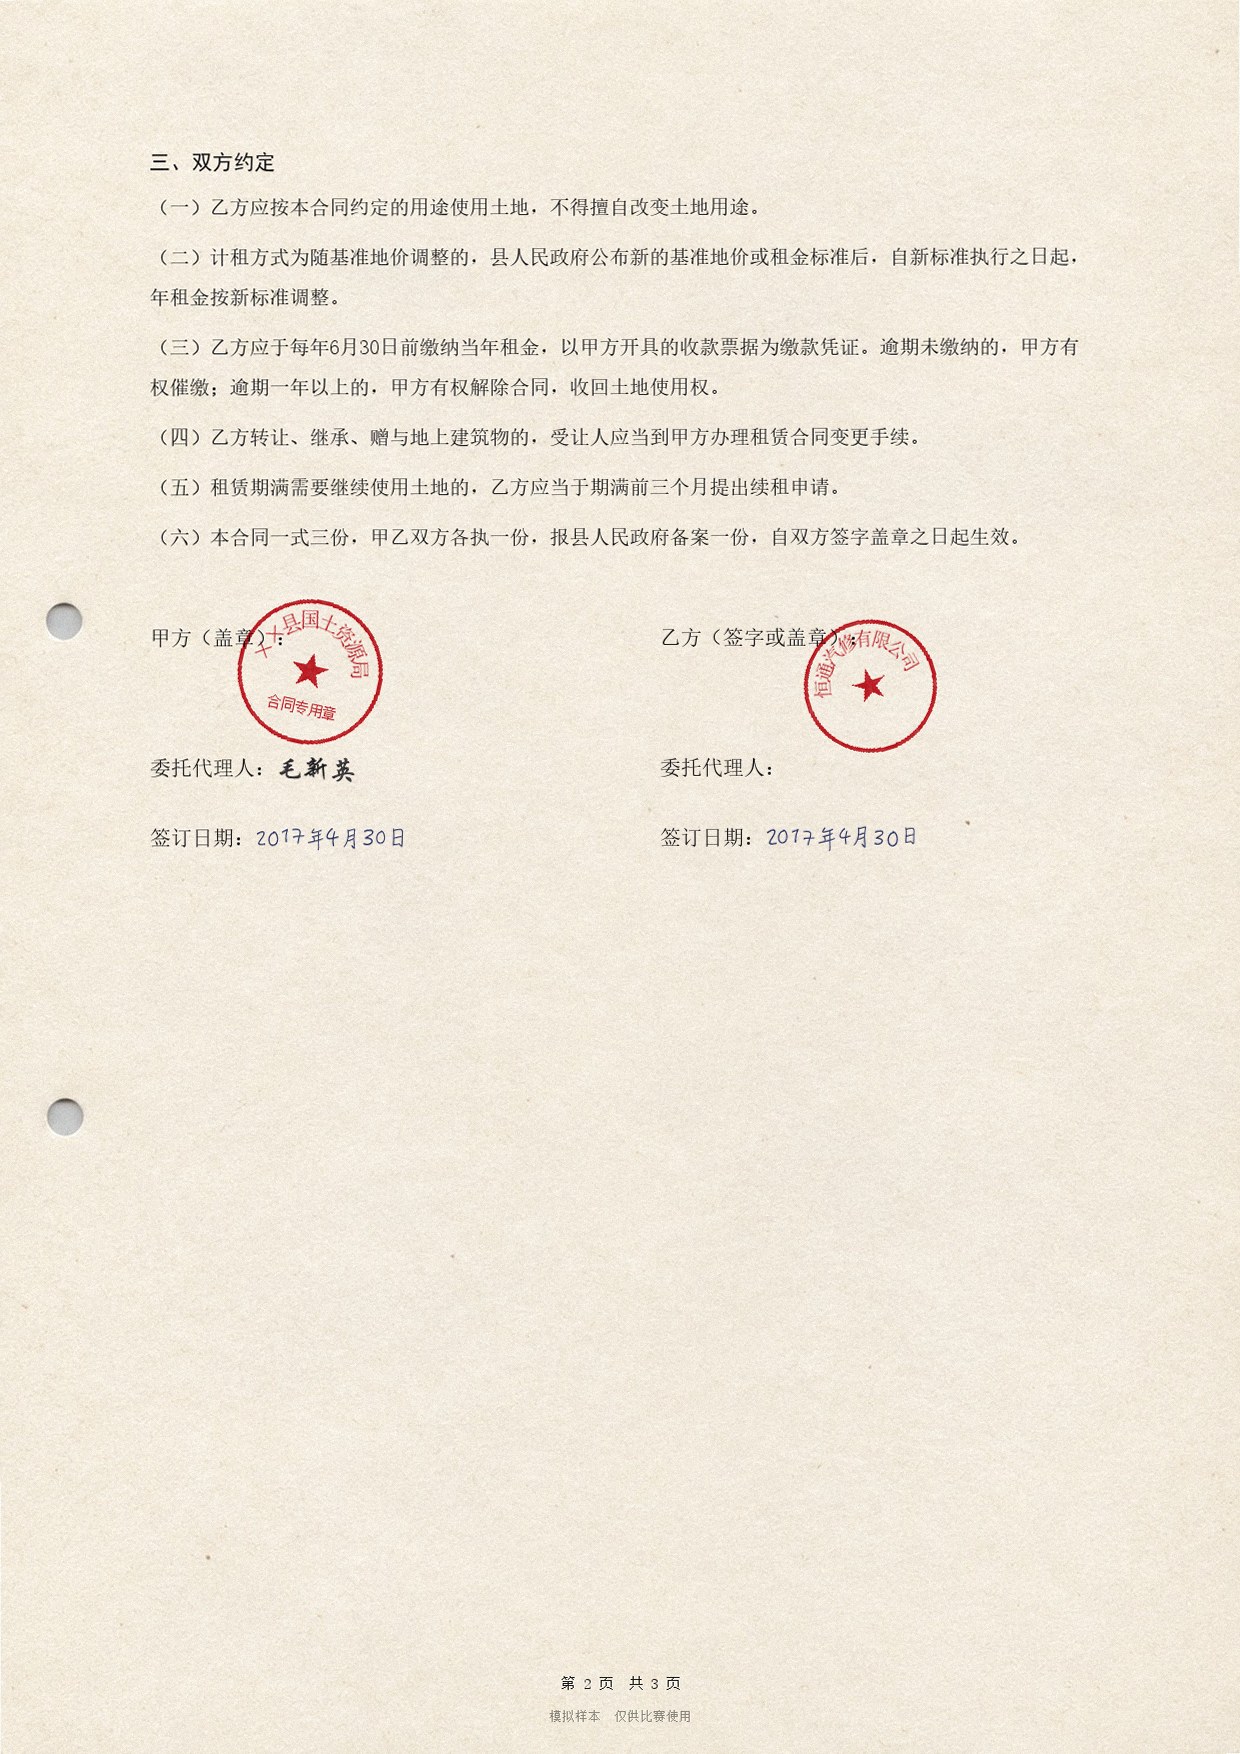 三、双方约定
（一）乙方应按本合同约定的用途使用土地，不得擅自改变土地用途。
（二）计租方式为随基准地价调整的，县人民政府公布新的基准地价或租金标准后，自新标准执行之日起，
年租金按新标准调整。
（三）乙方应于每年6月30日前缴纳当年租金，以甲方开具的收款票据为缴款凭证。逾期未缴纳的，甲方有
权催缴；逾期一年以上的，甲方有权解除合同，收回土地使用权。
（四）乙方转让、继承、赠与地上建筑物的，受让人应当到甲方办理租赁合同变更手续。
（五）租赁期满需要继续使用土地的，乙方应当于期满前三个月提出续租申请。
（六）本合同一式三份，甲乙双方各执一份，报县人民政府备案一份，自双方签字盖章之日起生效。
甲方（盖章）： 乙方（签字或盖章）：
××县国土资源局
合同专用章
恒通汽修有限公司
委托代理人：毛新英 委托代理人：
签订日期：2017年4月30日 签订日期：2017年4月30日
第 2 页 共 3 页
模拟样本 仅供比赛使用